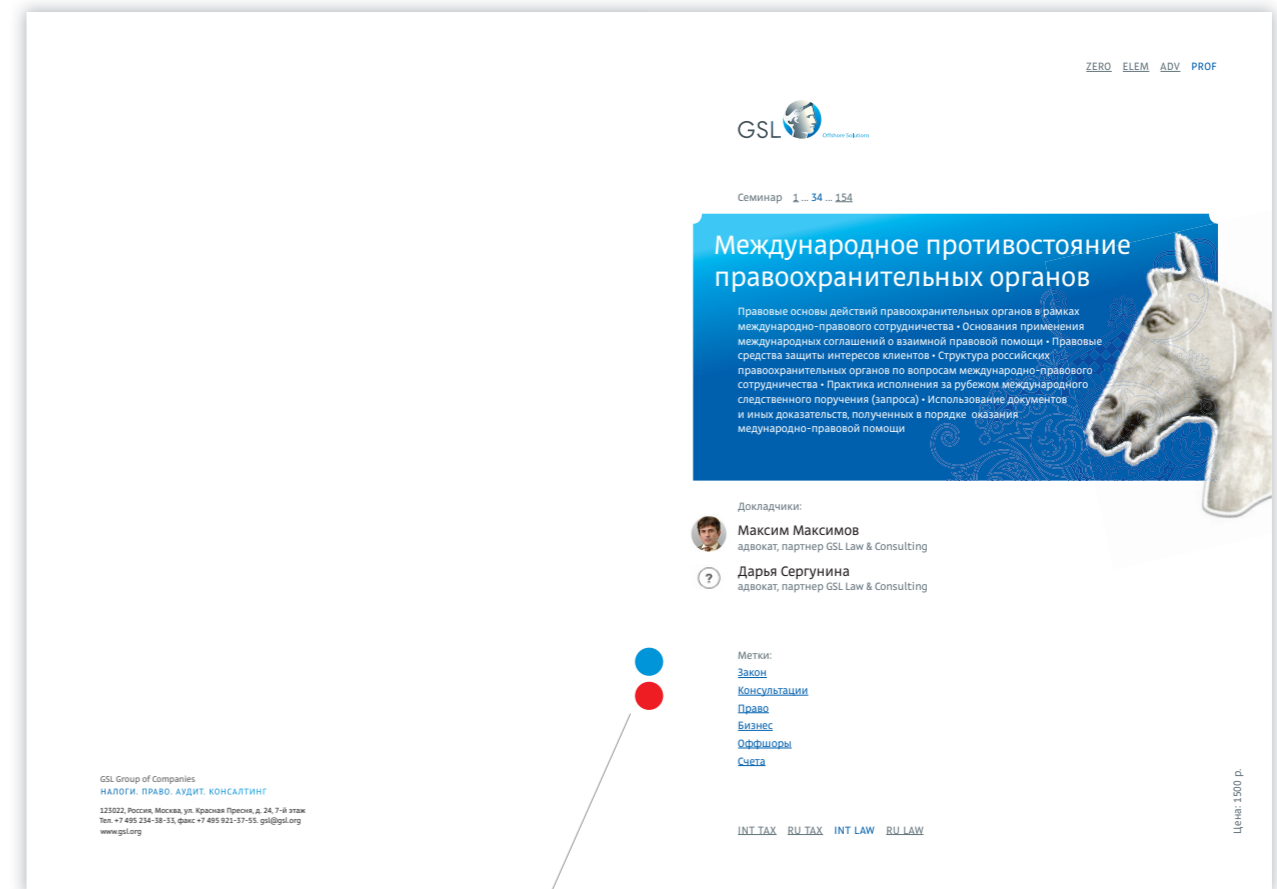 ZERO ELEM ADV PROF
GSL
Offshore Solutions
Семинар 1 ... 34 ... 154
Международное противостояние
правоохранительных органов
Правовые основы действий правоохранительных органов в рамках
международно-правового сотрудничества • Основания применения
международных соглашений о взаимной правовой помощи • Правовые
средства защиты интересов клиентов • Структура российских
правоохранительных органов по вопросам международно-правового
сотрудничества • Практика исполнения за рубежом международного
следственного поручения (запроса) • Использование документов
и иных доказательств, полученных в порядке оказания
медународно-правовой помощи
Докладчики:
Максим Максимов
адвокат, партнер GSL Law & Consulting
?
Дарья Сергунина
адвокат, партнер GSL Law & Consulting
Метки:
Закон
Консультации
Право
Бизнес
Оффшоры
Счета
INT TAX RU TAX INT LAW RU LAW
Цена: 1500 р.
GSL Group of Companies
НАЛОГИ. ПРАВО. АУДИТ. КОНСАЛТИНГ
123022, Россия, Москва, ул. Красная Пресня, д. 24, 7-й этаж
Тел. +7 495 234-38-33, факс +7 495 921-37-55. gsl@gsl.org
www.gsl.org